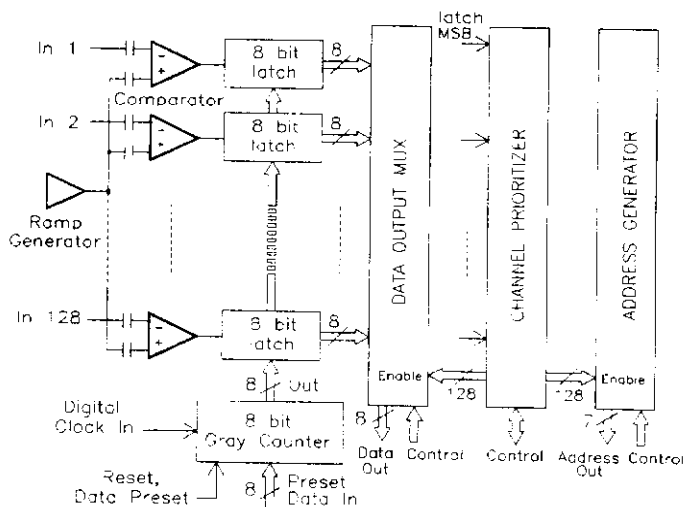 In 1
8 bit
latch
8
Comparator
In 2
8 bit
latch
8
Ramp
Generator
In 128
8 bit
latch
8
8
Out
Digital
Clock In
8 bit
Gray Counter
Reset,
Data Preset
8
Preset
Data In
DATA OUTPUT MUX
Enable
8
Data
Out
Control
latch
MSB
CHANNEL PRIORITIZER
128
128
Control
ADDRESS GENERATOR
Enable
7
Address
Out
Control